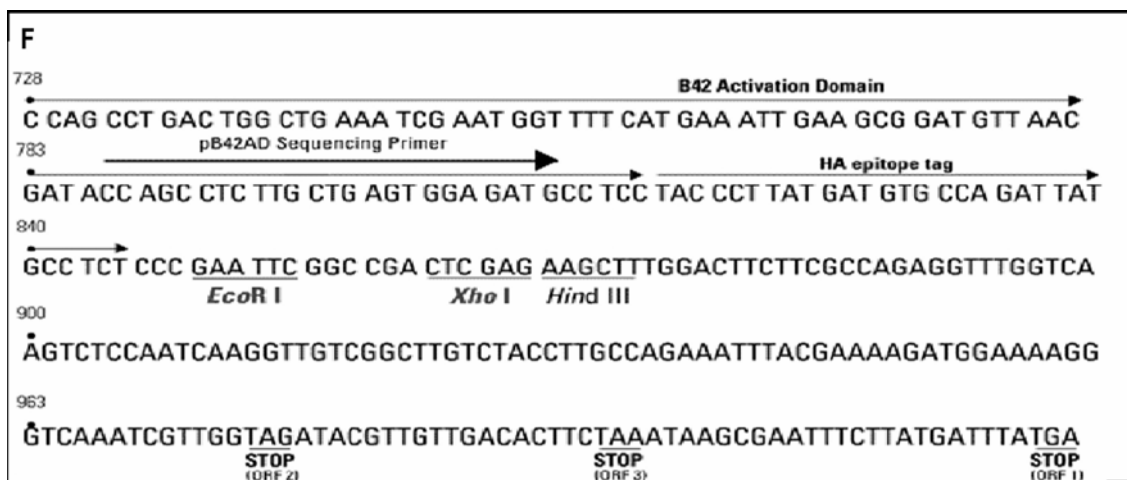 F
728
B42 Activation Domain
C CAG CCT GAC TGG CTG AAA TCG AAT GGT TTT CAT GAA ATT GAA GCG GAT GTT AAC
pB42AD Sequencing Primer
783
HA epitope tag
GAT ACC AGC CTC TTG CTG AGT GGA GAT GCC TCC TAC CCT TAT GAT GTG CCA GAT TAT
840
GCC TCT CCC GAA TTC GGC CGA CTC GAG AAGCTTTGGACTTCTTCGCCAGAGGTTTGGTCA
EcoR I Xho I Hind III
900
AGTCTCCAATCAAGGTTGTCGGCTTGTCTACCTTGCCAGAAATTTACGAAAAGATGGAAAAGG
963
GTCAAATCGTTGGTAGATACGTTGTTGACACTTCTAAATAAGCGAATTTCTTATGATTTATGA
STOP STOP STOP
(ORF 2) (ORF 3) (ORF 1)